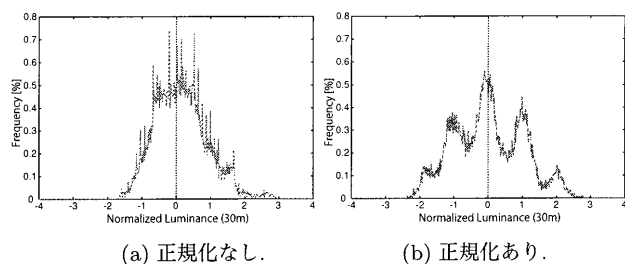 0.8
0.7
0.6
0.5
0.4
0.3
0.2
0.1
0
Frequency [%]
-4 -3 -2 -1 0 1 2 3 4
Normalized Luminance (30m)
(a) 正規化なし.
0.8
0.7
0.6
0.5
0.4
0.3
0.2
0.1
0
Frequency [%]
-4 -3 -2 -1 0 1 2 3 4
Normalized Luminance (30m)
(b) 正規化あり.